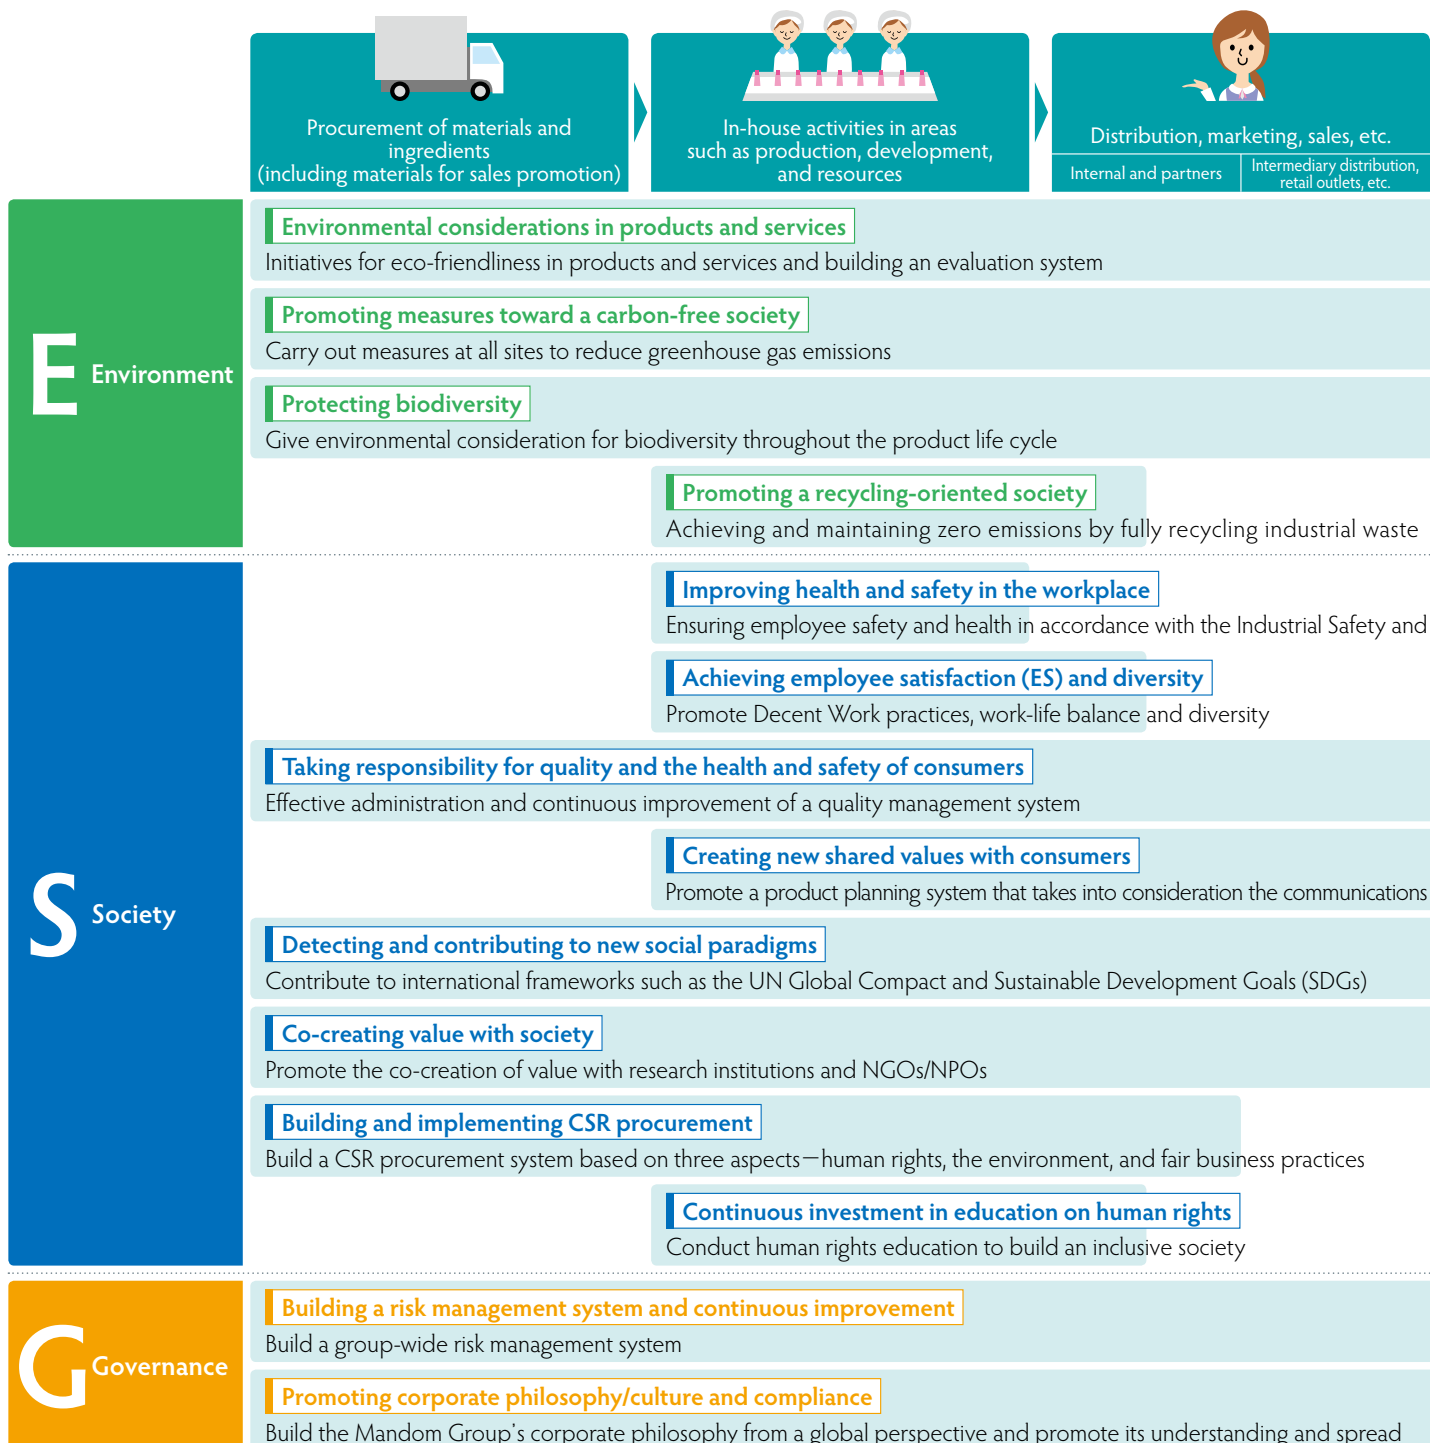 Procurement of materials and
ingredients
(including materials for sales promotion)
In-house activities in areas
such as production, development,
and resources
Distribution, marketing, sales, etc.
Internal and partners
Intermediary distribution,
retail outlets, etc.
E Environment
Environmental considerations in products and services
Initiatives for eco-friendliness in products and services and building an evaluation system
Promoting measures toward a carbon-free society
Carry out measures at all sites to reduce greenhouse gas emissions
Protecting biodiversity
Give environmental consideration for biodiversity throughout the product life cycle
Promoting a recycling-oriented society
Achieving and maintaining zero emissions by fully recycling industrial waste
S Society
Improving health and safety in the workplace
Ensuring employee safety and health in accordance with the Industrial Safety and
Achieving employee satisfaction (ES) and diversity
Promote Decent Work practices, work-life balance and diversity
Taking responsibility for quality and the health and safety of consumers
Effective administration and continuous improvement of a quality management system
Creating new shared values with consumers
Promote a product planning system that takes into consideration the communications
Detecting and contributing to new social paradigms
Contribute to international frameworks such as the UN Global Compact and Sustainable Development Goals (SDGs)
Co-creating value with society
Promote the co-creation of value with research institutions and NGOs/NPOs
Building and implementing CSR procurement
Build a CSR procurement system based on three aspects—human rights, the environment, and fair business practices
Continuous investment in education on human rights
Conduct human rights education to build an inclusive society
G Governance
Building a risk management system and continuous improvement
Build a group-wide risk management system
Promoting corporate philosophy/culture and compliance
Build the Mandom Group's corporate philosophy from a global perspective and promote its understanding and spread